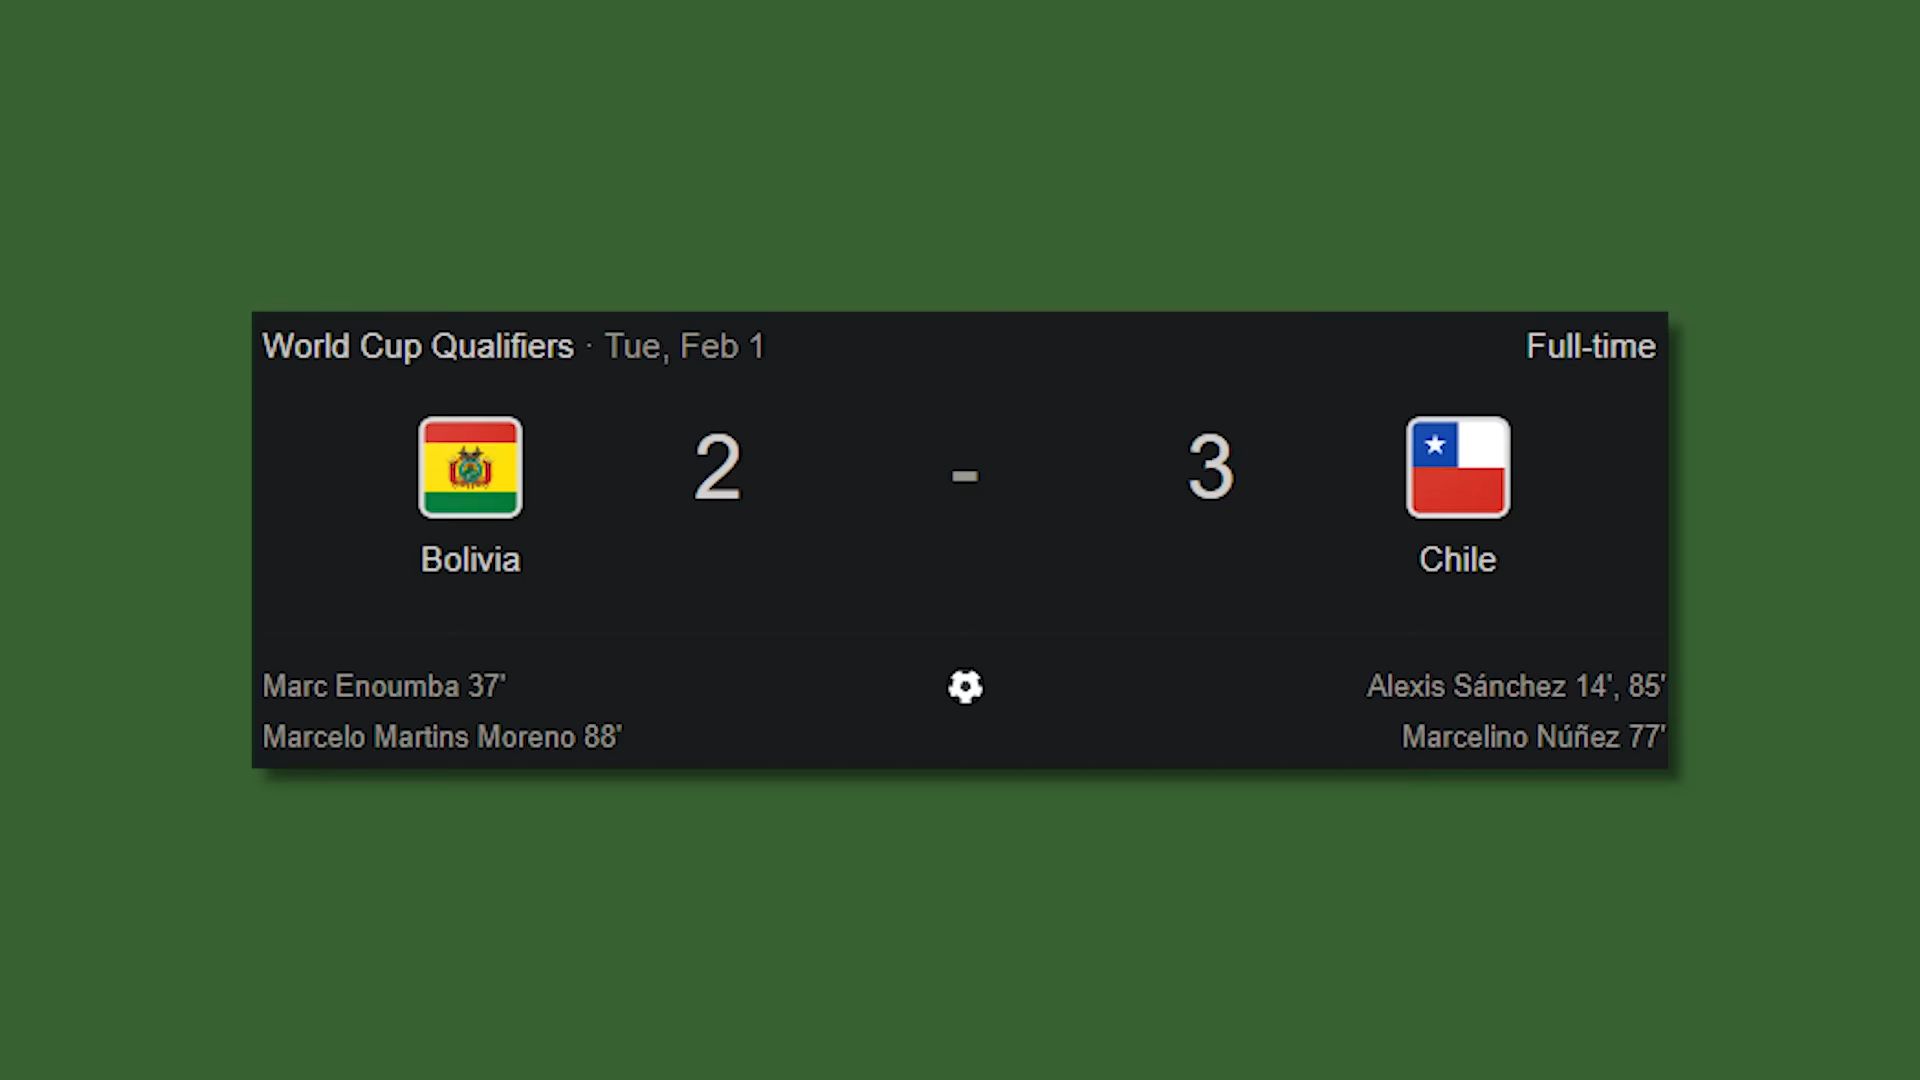 World Cup Qualifiers · Tue, Feb 1 Full-time
2 - 3
Bolivia Chile
Marc Enoumba 37' Alexis Sánchez 14', 85'
Marcelo Martins Moreno 88' Marcelino Núñez 77'